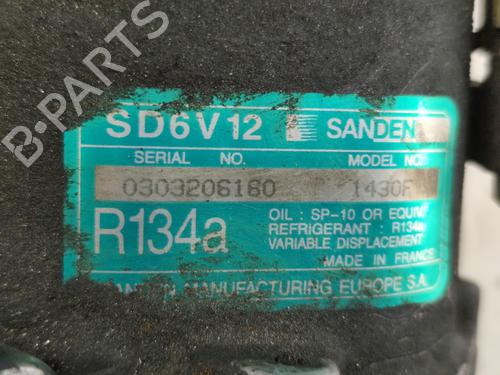 B-PARTS
SD6V12 SANDEN
SERIAL NO. MODEL NO.
0303206160 1430F
R134a
OIL : SP-10 OR EQUIV
REFRIGERANT : R134a
VARIABLE DISPLACEMENT
MADE IN FRANCE
MANUFACTURING EUROPE S.A.